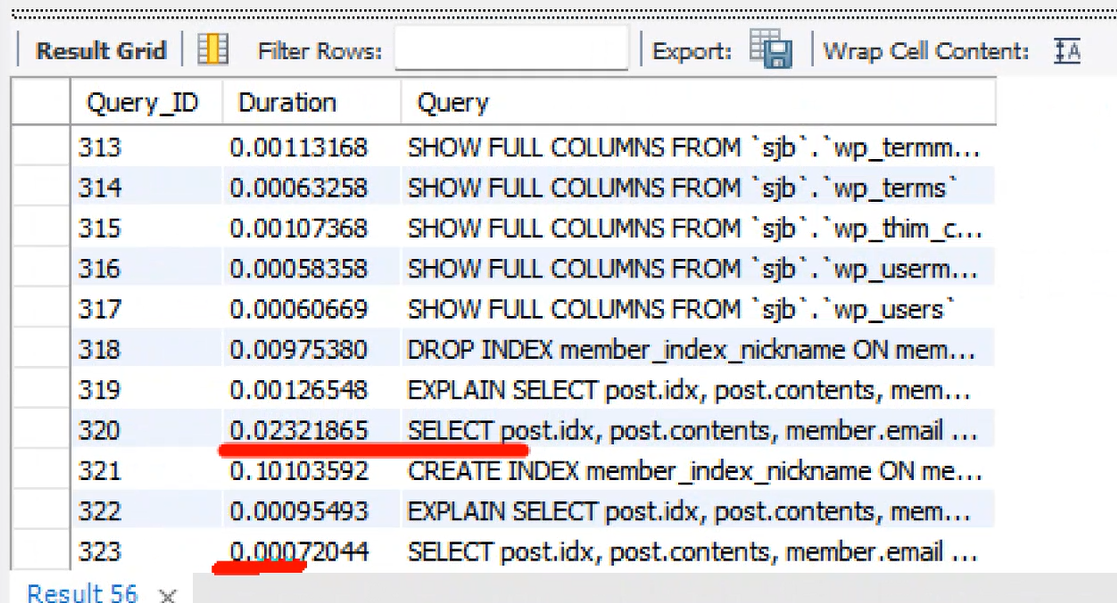 Result Grid Filter Rows: Export: Wrap Cell Content: IA
Query_ID Duration Query
313 0.00113168 SHOW FULL COLUMNS FROM `sjb`.`wp_termm...
314 0.00063258 SHOW FULL COLUMNS FROM `sjb`.`wp_terms`
315 0.00107368 SHOW FULL COLUMNS FROM `sjb`.`wp_thim_c...
316 0.00058358 SHOW FULL COLUMNS FROM `sjb`.`wp_userm...
317 0.00060669 SHOW FULL COLUMNS FROM `sjb`.`wp_users`
318 0.00975380 DROP INDEX member_index_nickname ON mem...
319 0.00126548 EXPLAIN SELECT post.idx, post.contents, mem...
320 0.02321865 SELECT post.idx, post.contents, member.email ...
321 0.10103592 CREATE INDEX member_index_nickname ON me...
322 0.00095493 EXPLAIN SELECT post.idx, post.contents, mem...
323 0.00072044 SELECT post.idx, post.contents, member.email ...
Result 56 ×